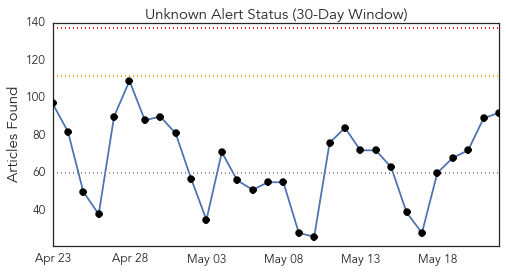 Unknown Alert Status (30-Day Window)
140
120
100
80
60
40
Articles Found
Apr 23
Apr 28
May 03
May 08
May 13
May 18